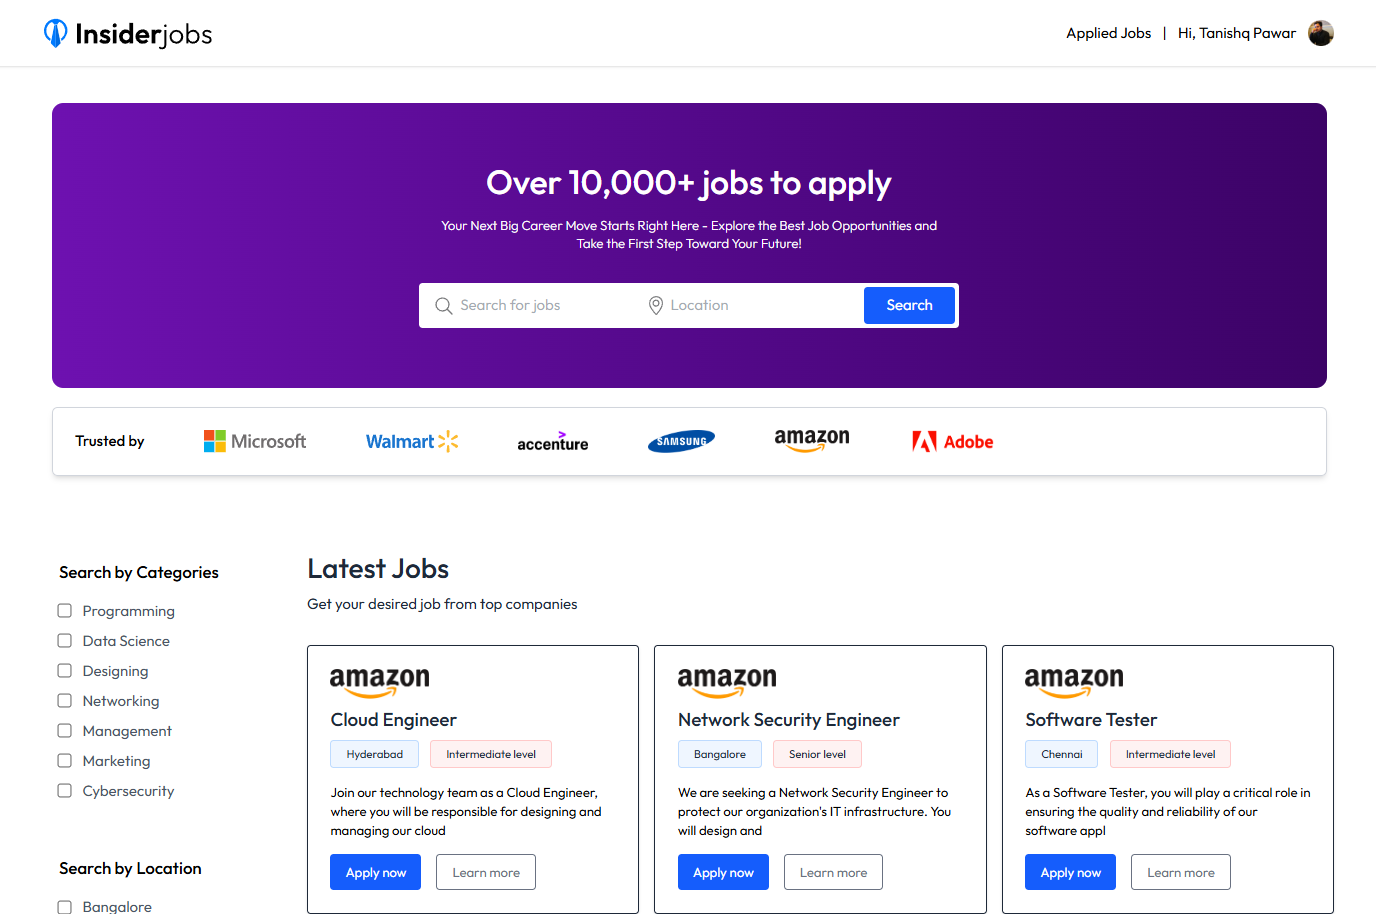 Insiderjobs
Applied Jobs | Hi, Tanishq Pawar
Over 10,000+ jobs to apply
Your Next Big Career Move Starts Right Here - Explore the Best Job Opportunities and
Take the First Step Toward Your Future!
Search for jobs
Location
Search
Trusted by
Microsoft
Walmart
accenture
SAMSUNG
amazon
Adobe
Search by Categories
Programming
Data Science
Designing
Networking
Management
Marketing
Cybersecurity
Search by Location
Bangalore
Latest Jobs
Get your desired job from top companies
amazon
Cloud Engineer
Hyderabad
Intermediate level
Join our technology team as a Cloud Engineer,
where you will be responsible for designing and
managing our cloud
Apply now
Learn more
amazon
Network Security Engineer
Bangalore
Senior level
We are seeking a Network Security Engineer to
protect our organization's IT infrastructure. You
will design and
Apply now
Learn more
amazon
Software Tester
Chennai
Intermediate level
As a Software Tester, you will play a critical role in
ensuring the quality and reliability of our
software appl
Apply now
Learn more